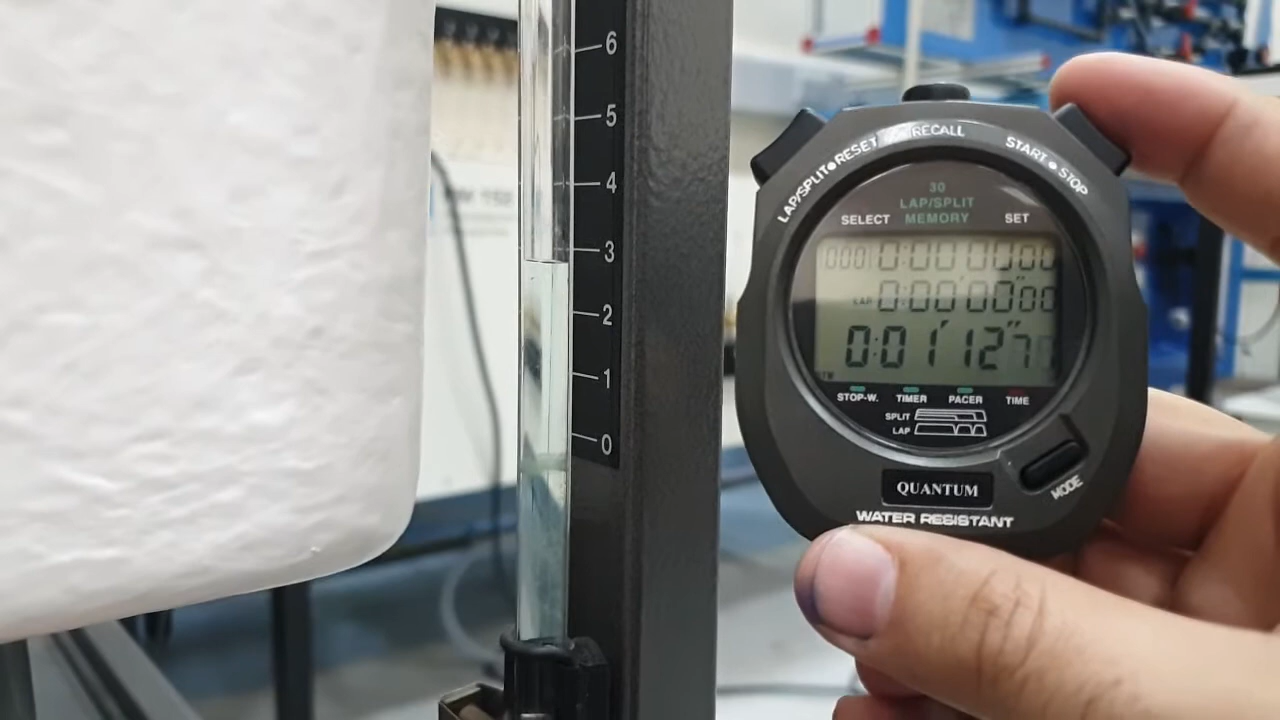 6
5
4
3
2
1
0
LAP/SPLIT•RESET
RECALL
START•STOP
30
LAP/SPLIT
MEMORY
SELECT
SET
0:00'00"00
LAP 0:00'00"00
0:01'12"7
STOP-W. TIMER PACER TIME
SPLIT
LAP
MODE
QUANTUM
WATER RESISTANT